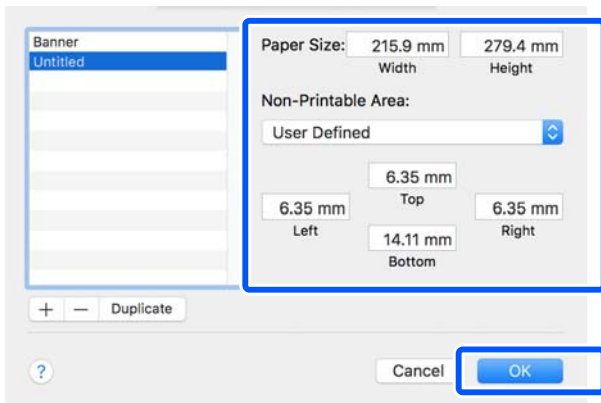 Banner
Untitled
Paper Size: 215.9 mm 279.4 mm
Width Height
Non-Printable Area:
User Defined
6.35 mm
Top
6.35 mm 6.35 mm
Left Right
14.11 mm
Bottom
+ − Duplicate
? Cancel OK